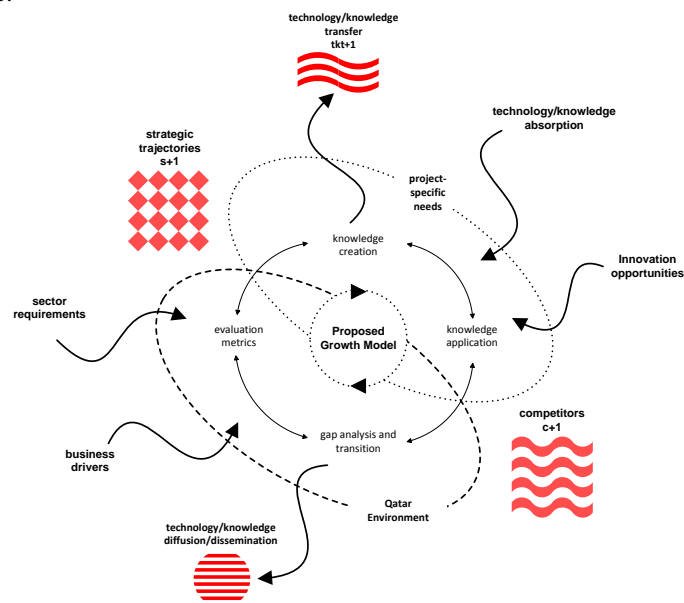 technology/knowledge
transfer
tkt+1
technology/knowledge
absorption
strategic
trajectories
s+1
project-
specific
needs
knowledge
creation
Innovation
opportunities
sector
requirements
evaluation
metrics
Proposed
Growth Model
knowledge
application
competitors
c+1
gap analysis and
transition
business
drivers
Qatar
Environment
technology/knowledge
diffusion/dissemination